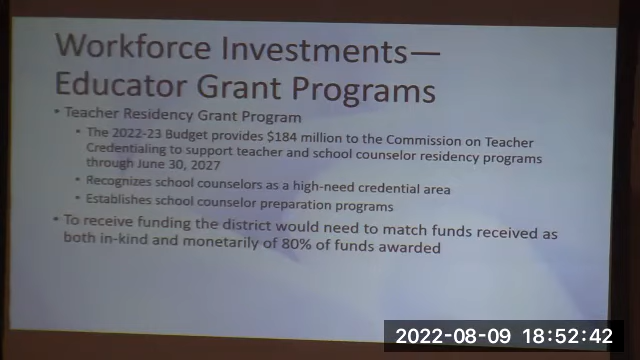 Workforce Investments—
Educator Grant Programs
• Teacher Residency Grant Program
• The 2022-23 Budget provides $184 million to the Commission on Teacher
Credentialing to support teacher and school counselor residency programs
through June 30, 2027
• Recognizes school counselors as a high-need credential area
• Establishes school counselor preparation programs
• To receive funding the district would need to match funds received as
both in-kind and monetarily of 80% of funds awarded
2022-08-09 18:52:42